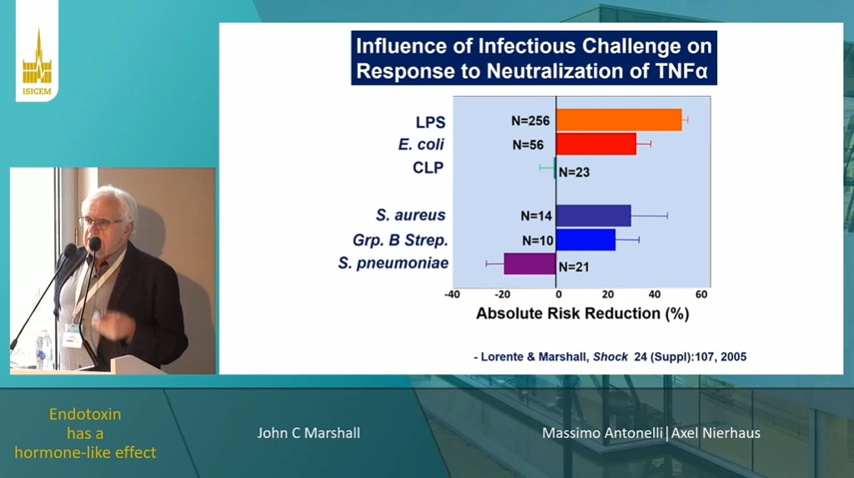 ISICEM
Influence of Infectious Challenge on
Response to Neutralization of TNFα
LPS
N=256
E. coli
N=56
CLP
N=23
S. aureus
N=14
Grp. B Strep.
N=10
S. pneumoniae
N=21
-40 -20 0 20 40 60
Absolute Risk Reduction (%)
- Lorente & Marshall, Shock 24 (Suppl):107, 2005
Endotoxin
has a
hormone-like effect
John C Marshall
Massimo Antonelli|Axel Nierhaus